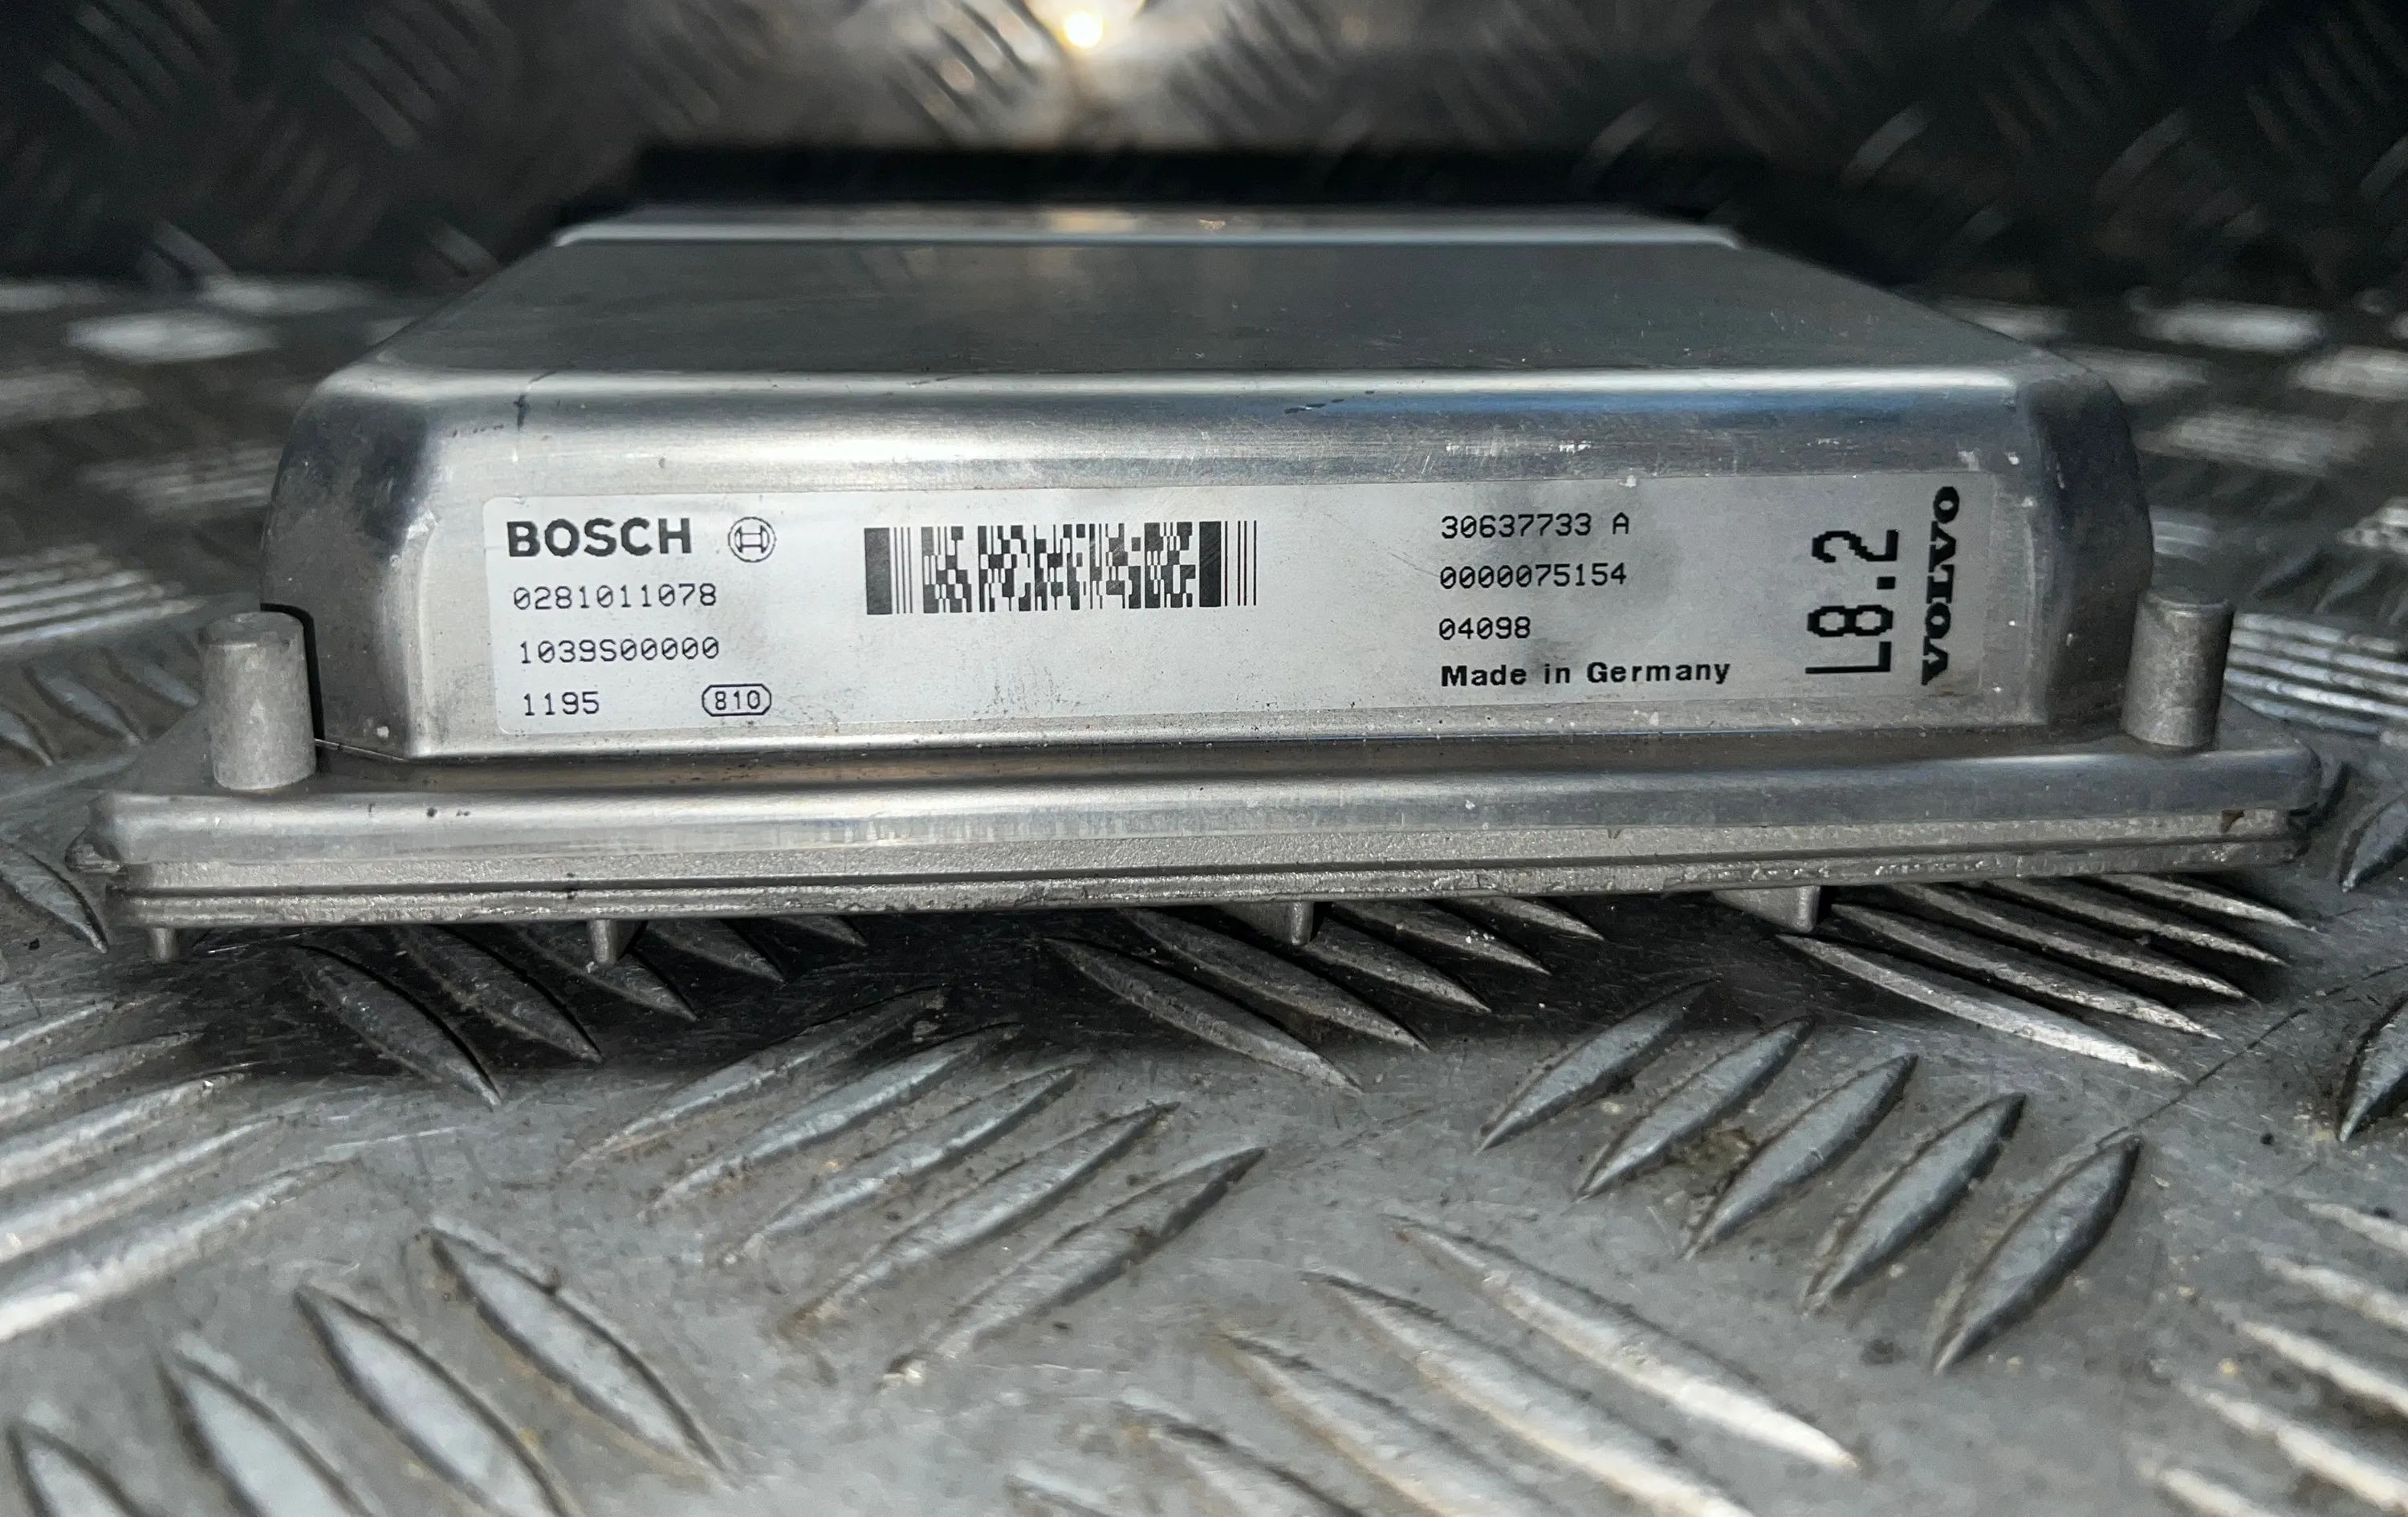 BOSCH
0281011078
1039S00000
1195 810
30637733 A
0000075154
04098
Made in Germany
L8.2
VOLVO